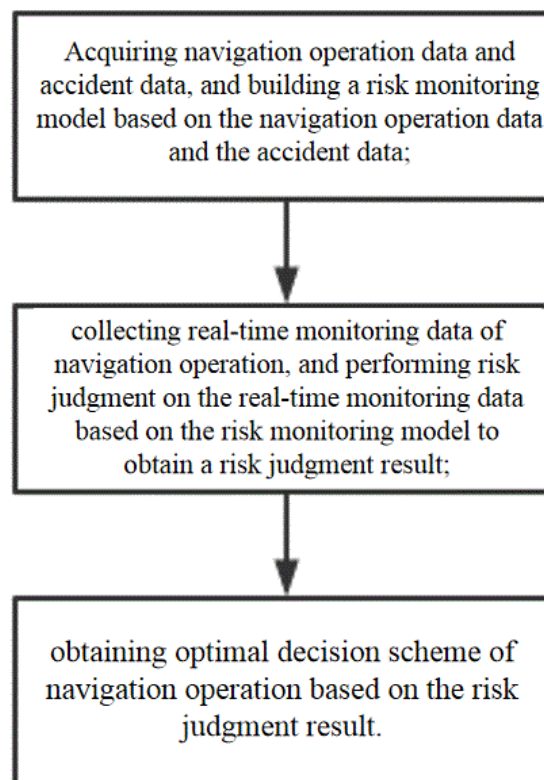 Acquiring navigation operation data and
accident data, and building a risk monitoring
model based on the navigation operation data
and the accident data;
collecting real-time monitoring data of
navigation operation, and performing risk
judgment on the real-time monitoring data
based on the risk monitoring model to
obtain a risk judgment result;
obtaining optimal decision scheme of
navigation operation based on the risk
judgment result.